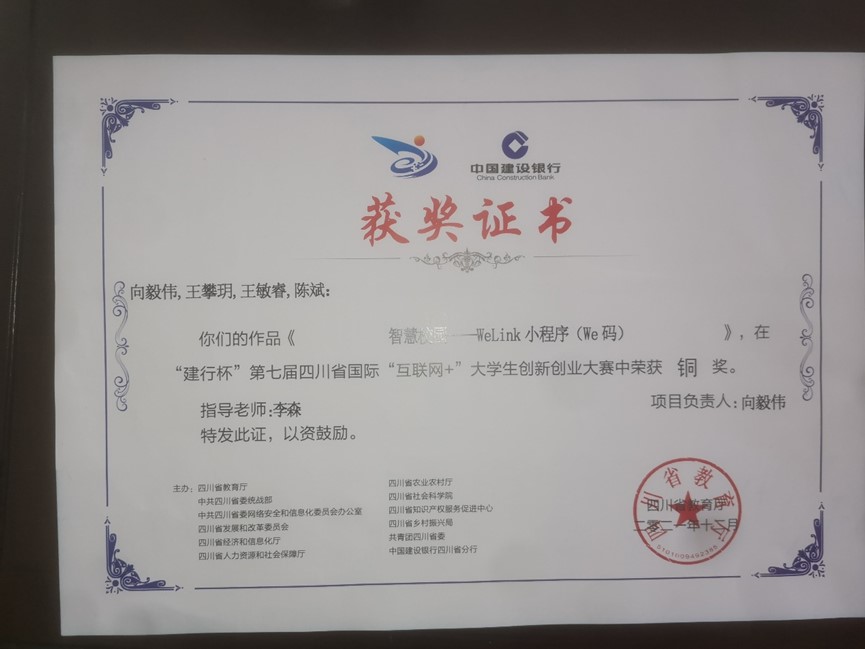 中国建设银行
China Construction Bank
获奖证书
向毅伟,王攀玥,王敏睿,陈斌:
你们的作品《 智慧校园——WeLink 小程序（We 码） 》，在
“建行杯”第七届四川省国际“互联网+”大学生创新创业大赛中荣获 铜 奖。
指导老师:李森
项目负责人:向毅伟
特发此证，以资鼓励。
主办：四川省教育厅
中共四川省委统战部
中共四川省委网络安全和信息化委员会办公室
四川省发展和改革委员会
四川省经济和信息化厅
四川省人力资源和社会保障厅
四川省农业农村厅
四川省社会科学院
四川省知识产权服务促进中心
四川省乡村振兴局
共青团四川省委
中国建设银行四川省分行
四川省教育厅
四川省教育厅
二零二一年十二月